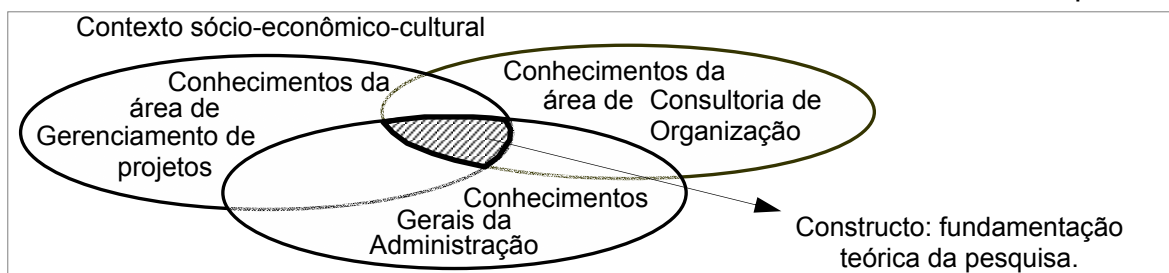 Contexto sócio-econômico-cultural
Conhecimentos da
área de
Gerenciamento de
projetos
Conhecimentos da
área de Consultoria de
Organização
Conhecimentos
Gerais da
Administração
Constructo: fundamentação
teórica da pesquisa.